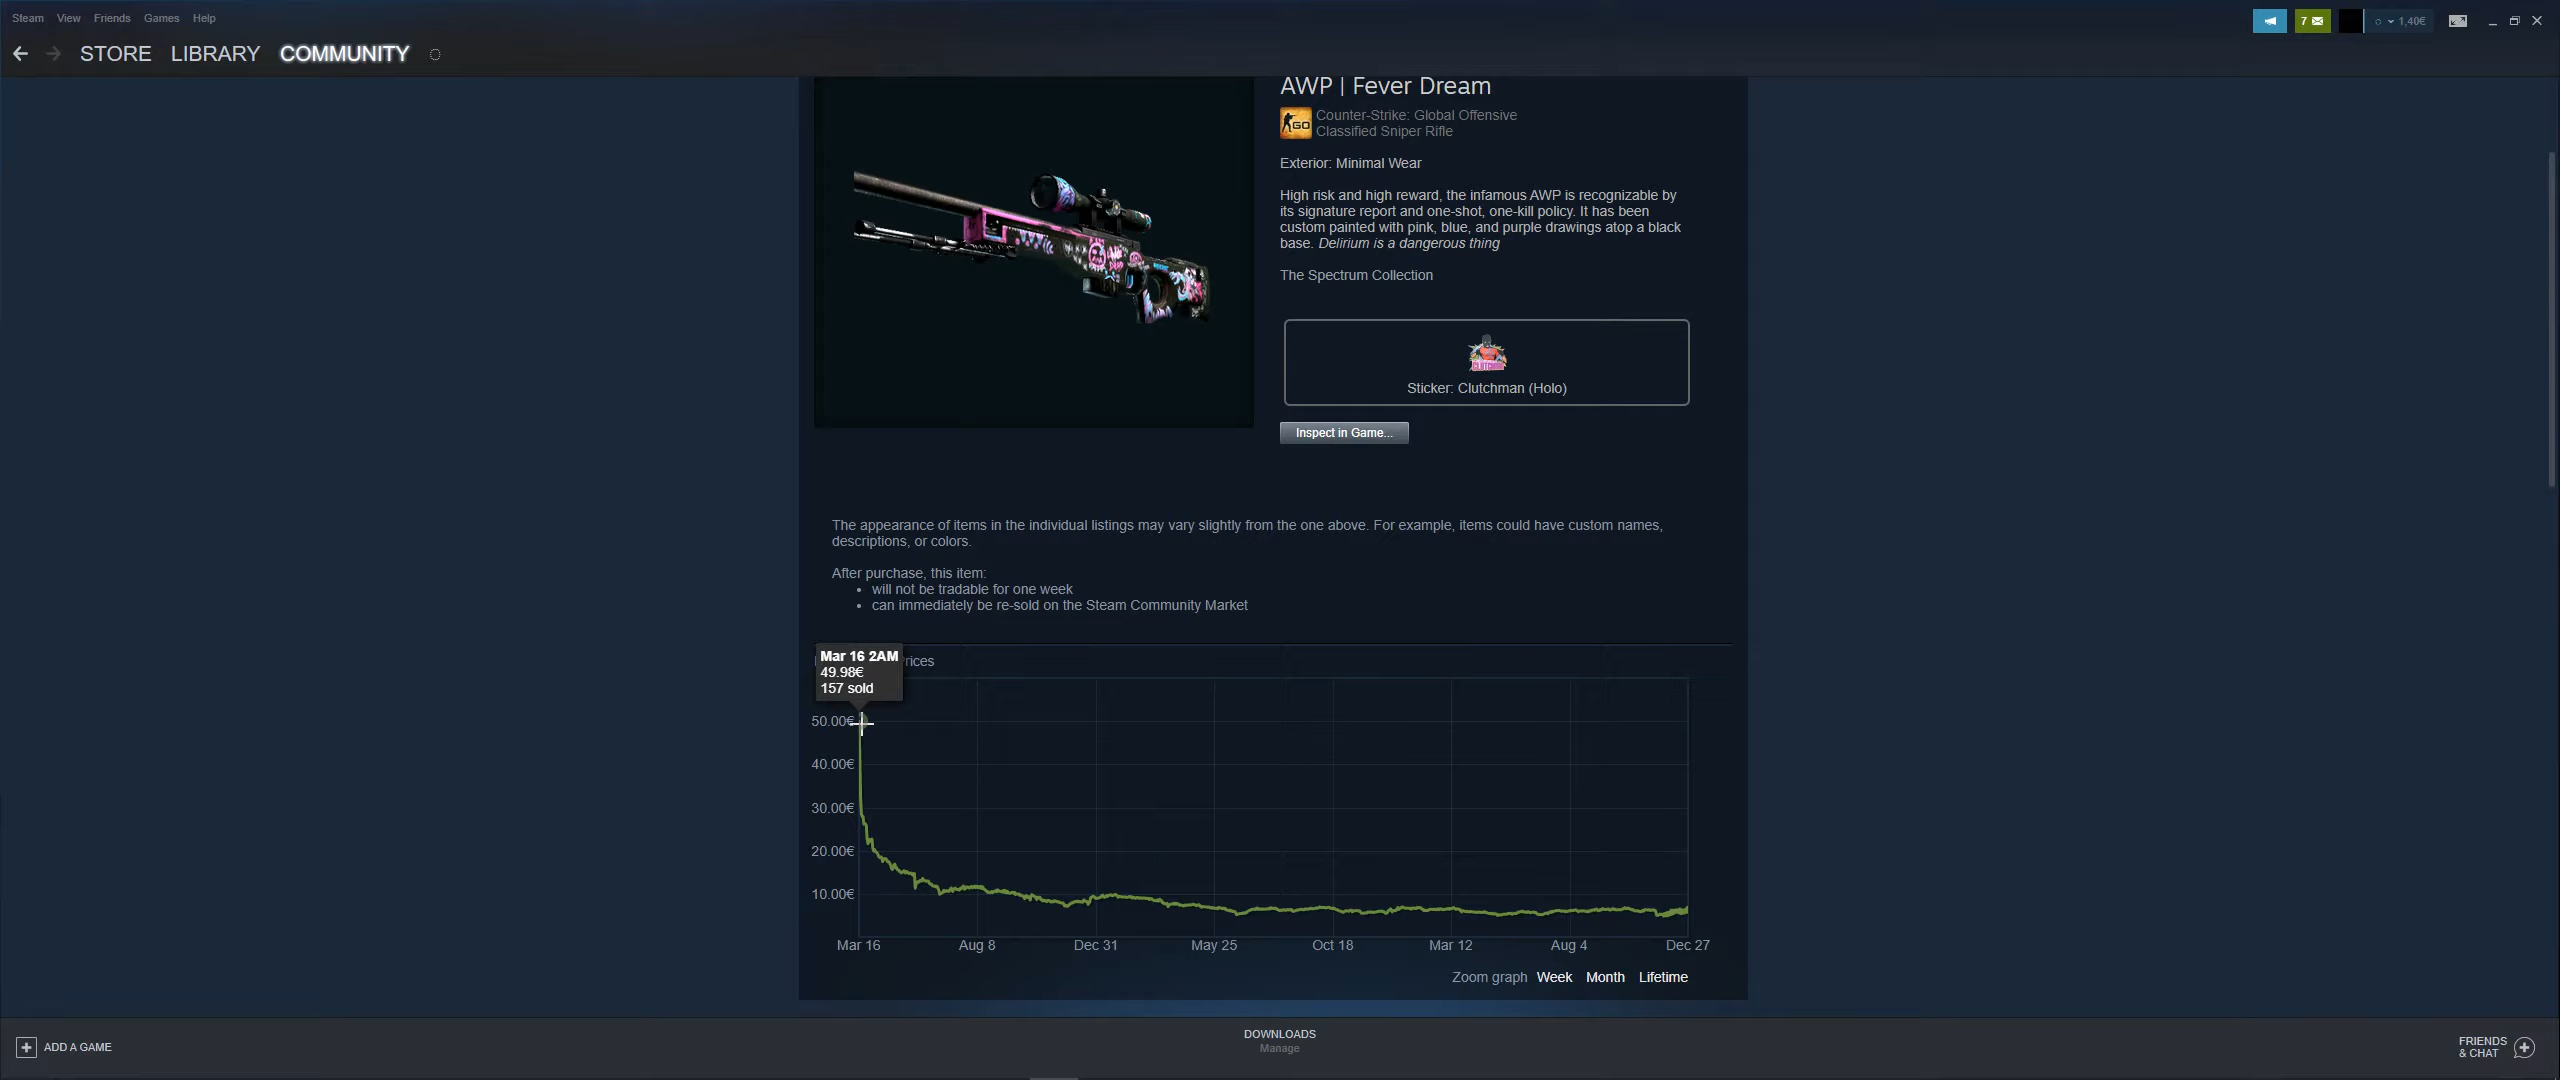 Steam View Friends Games Help
7
1,40€
STORE LIBRARY COMMUNITY
AWP | Fever Dream
GO
Counter-Strike: Global Offensive
Classified Sniper Rifle
Exterior: Minimal Wear
High risk and high reward, the infamous AWP is recognizable by
its signature report and one-shot, one-kill policy. It has been
custom painted with pink, blue, and purple drawings atop a black
base. Delirium is a dangerous thing
The Spectrum Collection
Sticker: Clutchman (Holo)
Inspect in Game...
The appearance of items in the individual listings may vary slightly from the one above. For example, items could have custom names,
descriptions, or colors.
After purchase, this item:
• will not be tradable for one week
• can immediately be re-sold on the Steam Community Market
Mar 16 2AM
49.98€
157 sold
50.00€
40.00€
30.00€
20.00€
10.00€
Mar 16 Aug 8 Dec 31 May 25 Oct 18 Mar 12 Aug 4 Dec 27
Zoom graph Week Month Lifetime
ADD A GAME
DOWNLOADS
Manage
FRIENDS
& CHAT